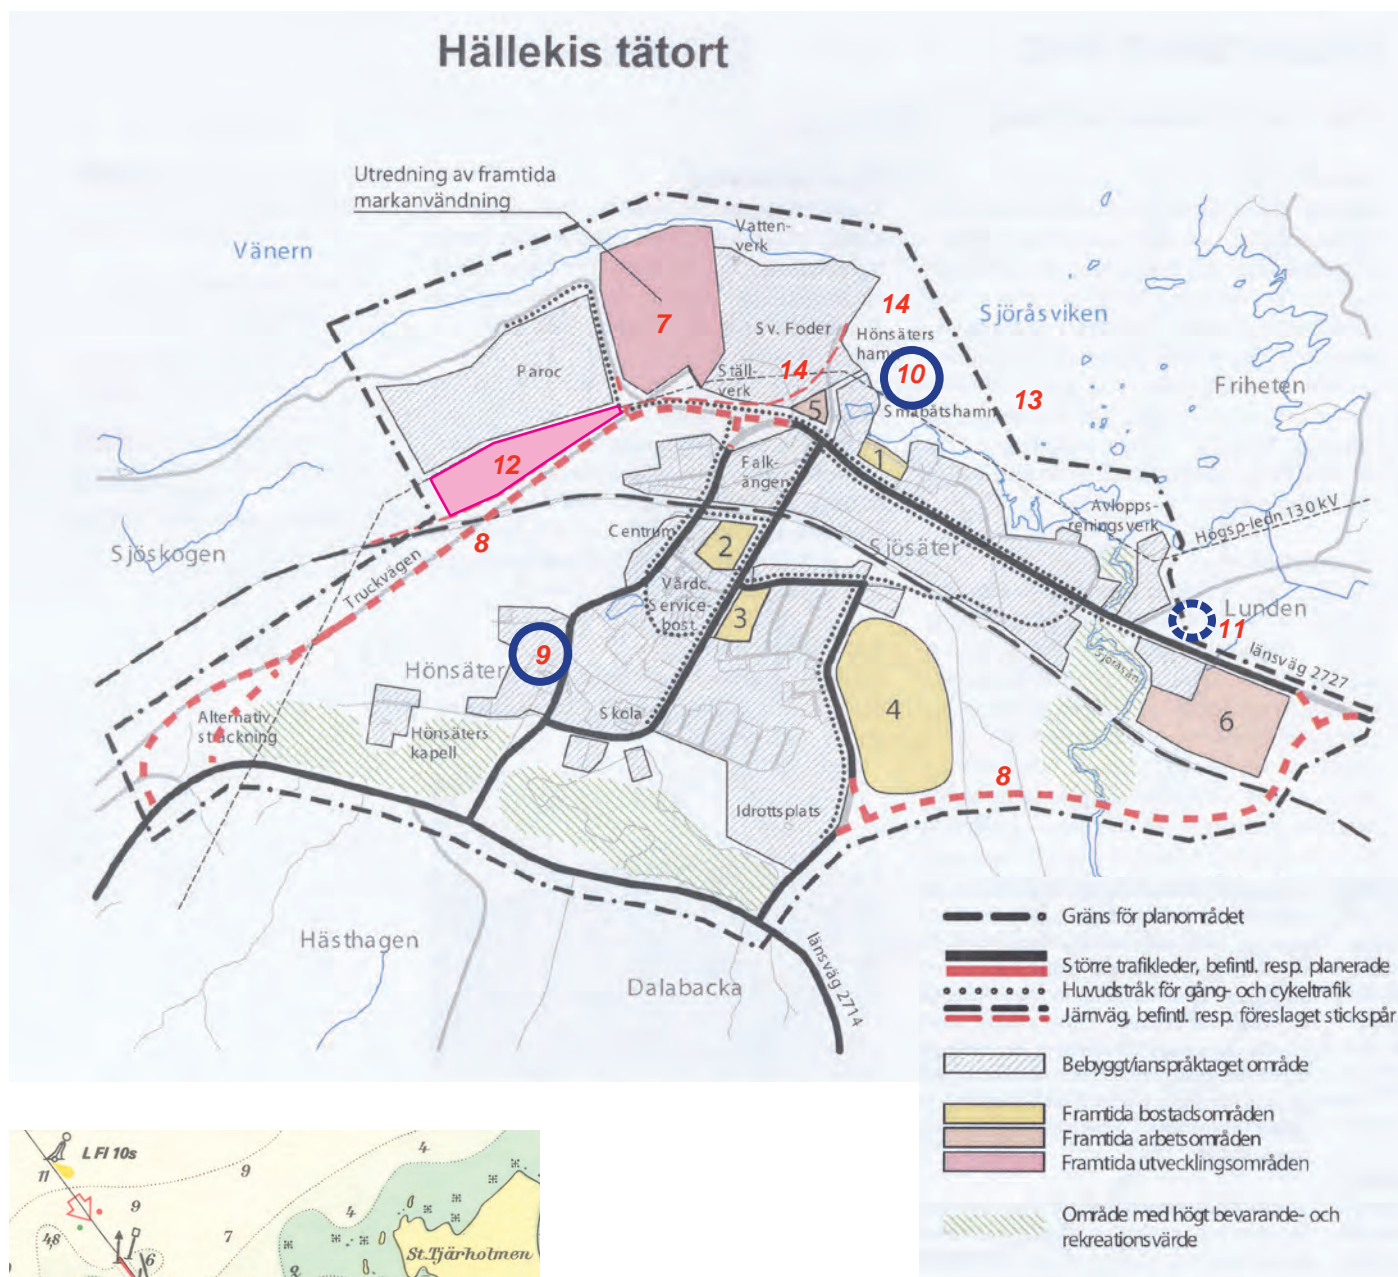 Hällekis tätort
Utredning av framtida
markanvändning
Vänern
Vatten-
verk
7
14
Sjöråsviken
Sv. Foder
Hönsäters
hamn
Paroc
Ställ-
verk
14
10
Friheten
13
5
Småbåtshamn
12
Falk-
ängen
1
Avlopps-
reningsverk
Högsp-ledn 130 kV
8
Centrum
2
Sjösäter
Sjöskogen
Truckvägen
Vårdc.
Service-
bost.
3
Lunden
11
9
Hönsäter
Sjöråsån
länsväg 2727
Alternativ
sträckning
Skola
4
6
Hönsäters
kapell
8
Idrottsplats
Hästhagen
länsväg 2714
Dalabacka
Gräns för planområdet
Större trafikleder, befintl. resp. planerade
Huvudstråk för gång- och cykeltrafik
Järnväg, befintl. resp. föreslaget stickspår
Bebyggt/ianspråktaget område
Framtida bostadsområden
Framtida arbetsområden
Framtida utvecklingsområden
Område med högt bevarande- och
rekreationsvärde
L Fl 10s
4
11
9
9
4
4,8
7
6
St.Tjärholmen